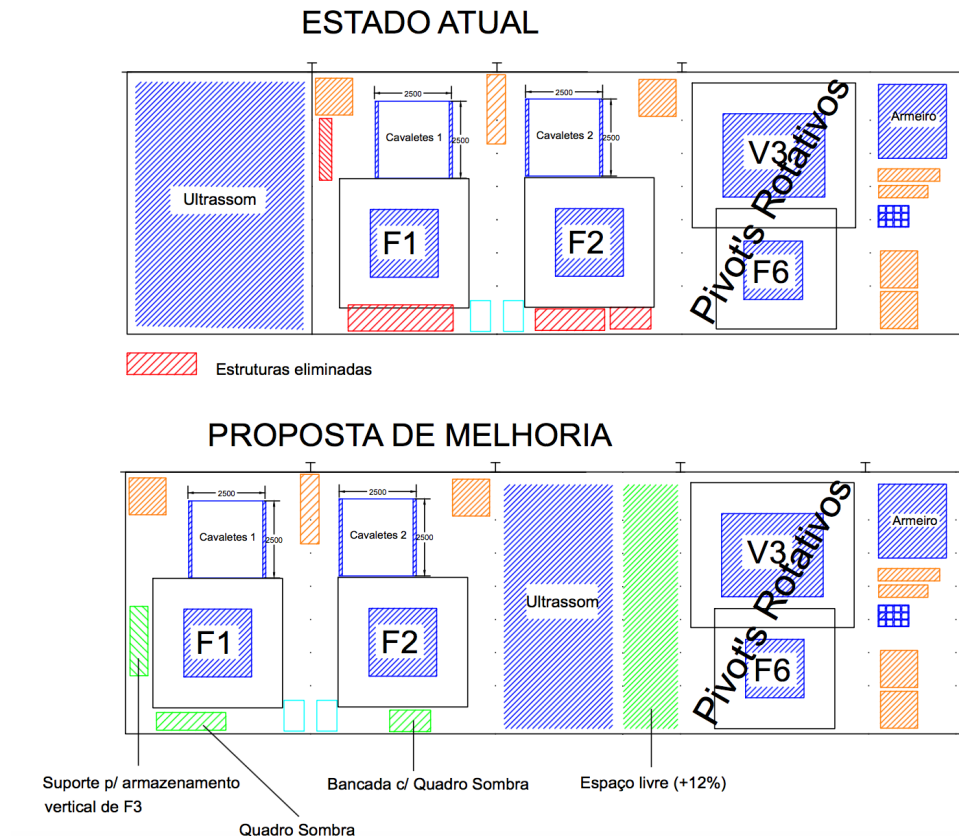 ESTADO ATUAL
2500
2500
Cavaletes 1
2500
2500
Cavaletes 2
Ultrassom
F1
F2
V3
F6
Pivot's Rotativos
Armeiro
Estruturas eliminadas
PROPOSTA DE MELHORIA
2500
2500
Cavaletes 1
2500
2500
Cavaletes 2
F1
F2
Ultrassom
V3
F6
Pivot's Rotativos
Armeiro
Suporte p/ armazenamento
vertical de F3
Quadro Sombra
Bancada c/ Quadro Sombra
Espaço livre (+12%)